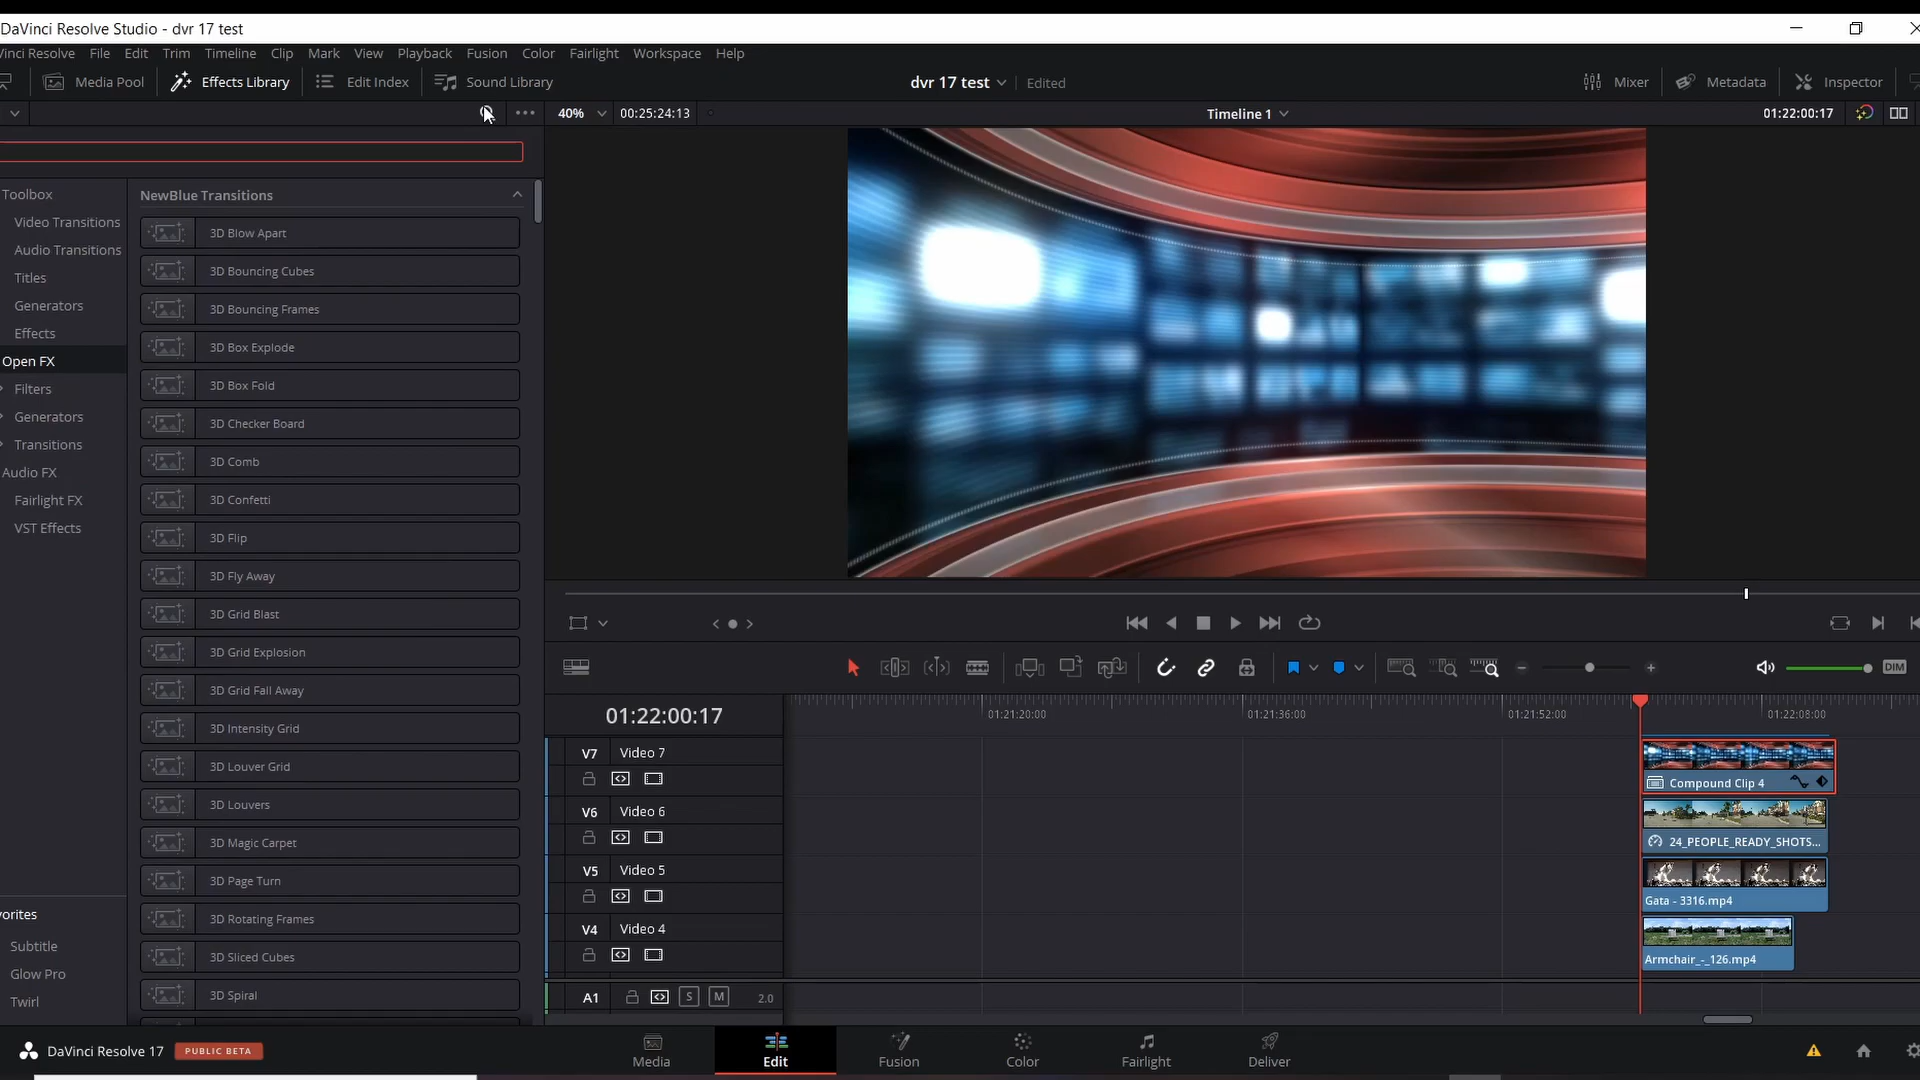 DaVinci Resolve Studio - dvr 17 test
Vinci Resolve File Edit Trim Timeline Clip Mark View Playback Fusion Color Fairlight Workspace Help
Media Pool Effects Library Edit Index Sound Library dvr 17 test Edited Mixer Metadata Inspector
40% 00:25:24:13 Timeline 1 01:22:00:17
Toolbox
Video Transitions
Audio Transitions
Titles
Generators
Effects
Open FX
Filters
Generators
Transitions
Audio FX
Fairlight FX
VST Effects
vorites
Subtitle
Glow Pro
Twirl
NewBlue Transitions
3D Blow Apart
3D Bouncing Cubes
3D Bouncing Frames
3D Box Explode
3D Box Fold
3D Checker Board
3D Comb
3D Confetti
3D Flip
3D Fly Away
3D Grid Blast
3D Grid Explosion
3D Grid Fall Away
3D Intensity Grid
3D Louver Grid
3D Louvers
3D Magic Carpet
3D Page Turn
3D Rotating Frames
3D Sliced Cubes
3D Spiral
DIM
01:22:00:17
01:21:20:00 01:21:36:00 01:21:52:00 01:22:08:00
V7 Video 7
Compound Clip 4
V6 Video 6
24_PEOPLE_READY_SHOTS...
V5 Video 5
Gata - 3316.mp4
V4 Video 4
Armchair_-_126.mp4
A1 S M 2.0
DaVinci Resolve 17 PUBLIC BETA
Media Edit Fusion Color Fairlight Deliver